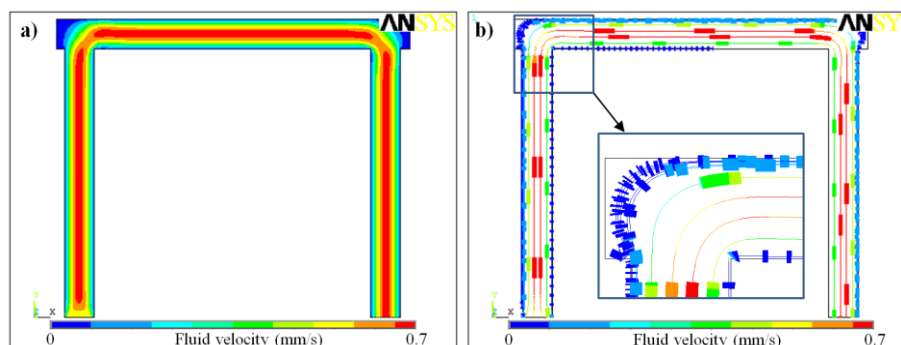 a)
ANSYS
Y
X
0
Fluid velocity (mm/s)
0.7
b)
ANSYS
Y
X
0
Fluid velocity (mm/s)
0.7